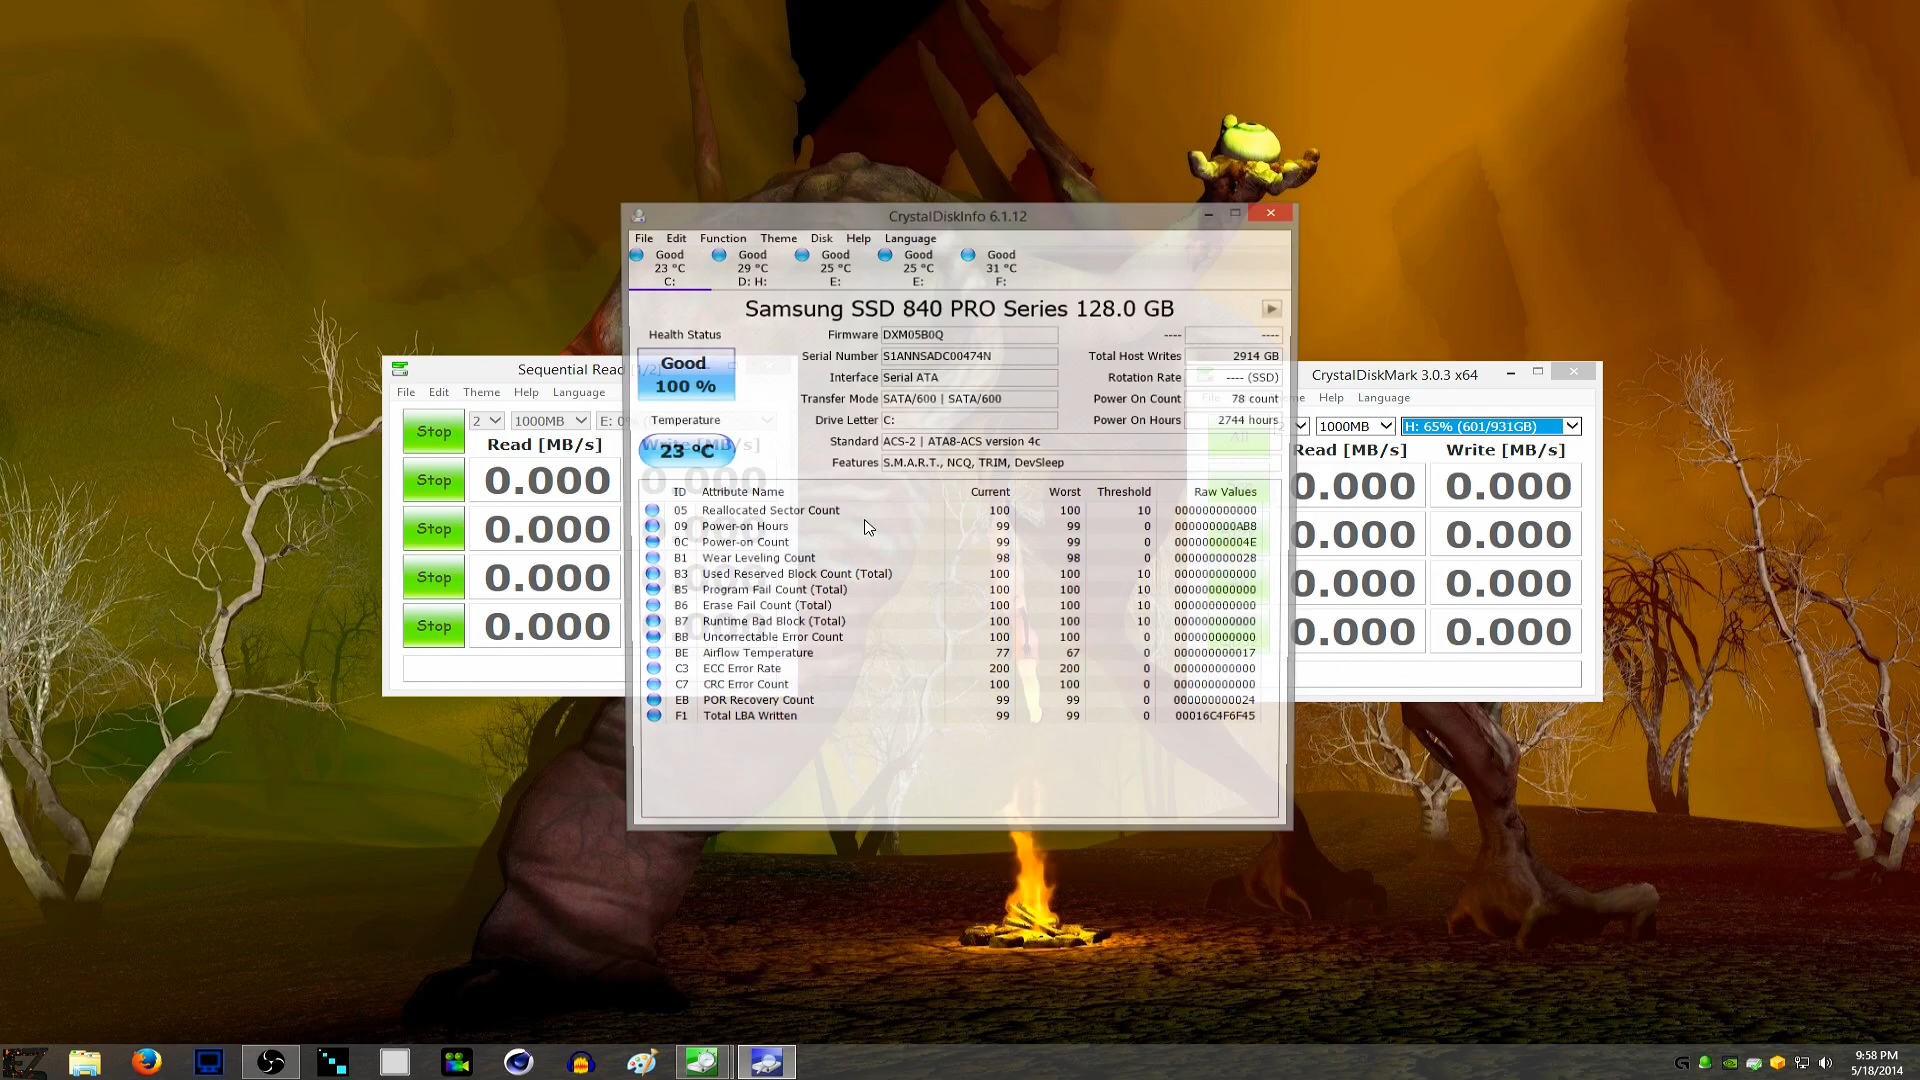 CrystalDiskInfo 6.1.12
File Edit Function Theme Disk Help Language
Good Good Good Good Good
23 °C 29 °C 25 °C 25 °C 31 °C
C: D: H: E: E: F:
Samsung SSD 840 PRO Series 128.0 GB
Health Status
Good
100 %
Temperature
23 °C
Firmware DXM05B0Q ---- ----
Serial Number S1ANNSADC00474N Total Host Writes 2914 GB
Interface Serial ATA Rotation Rate ---- (SSD)
Transfer Mode SATA/600 | SATA/600 Power On Count 78 count
Drive Letter C: Power On Hours 2744 hours
Standard ACS-2 | ATA8-ACS version 4c
Features S.M.A.R.T., NCQ, TRIM, DevSleep
ID Attribute Name Current Worst Threshold Raw Values
05 Reallocated Sector Count 100 100 10 000000000000
09 Power-on Hours 99 99 0 000000000AB8
0C Power-on Count 99 99 0 00000000004E
B1 Wear Leveling Count 98 98 0 000000000028
B3 Used Reserved Block Count (Total) 100 100 10 000000000000
B5 Program Fail Count (Total) 100 100 10 000000000000
B6 Erase Fail Count (Total) 100 100 10 000000000000
B7 Runtime Bad Block (Total) 100 100 10 000000000000
BB Uncorrectable Error Count 100 100 0 000000000000
BE Airflow Temperature 77 67 0 000000000017
C3 ECC Error Rate 200 200 0 000000000000
C7 CRC Error Count 100 100 0 000000000000
EB POR Recovery Count 99 99 0 000000000024
F1 Total LBA Written 99 99 0 00016C4F6F45
Sequential Read [1/2]
File Edit Theme Help Language
Stop 2 1000MB E: 0%
Read [MB/s] Write [MB/s]
Stop 0.000 0.000
Stop 0.000
Stop 0.000
Stop 0.000
CrystalDiskMark 3.0.3 x64
File Help Language
All 2 1000MB H: 65% (601/931GB)
Read [MB/s] Write [MB/s]
0.000 0.000
0.000 0.000
0.000 0.000
0.000 0.000
EZ
9:58 PM
5/18/2014